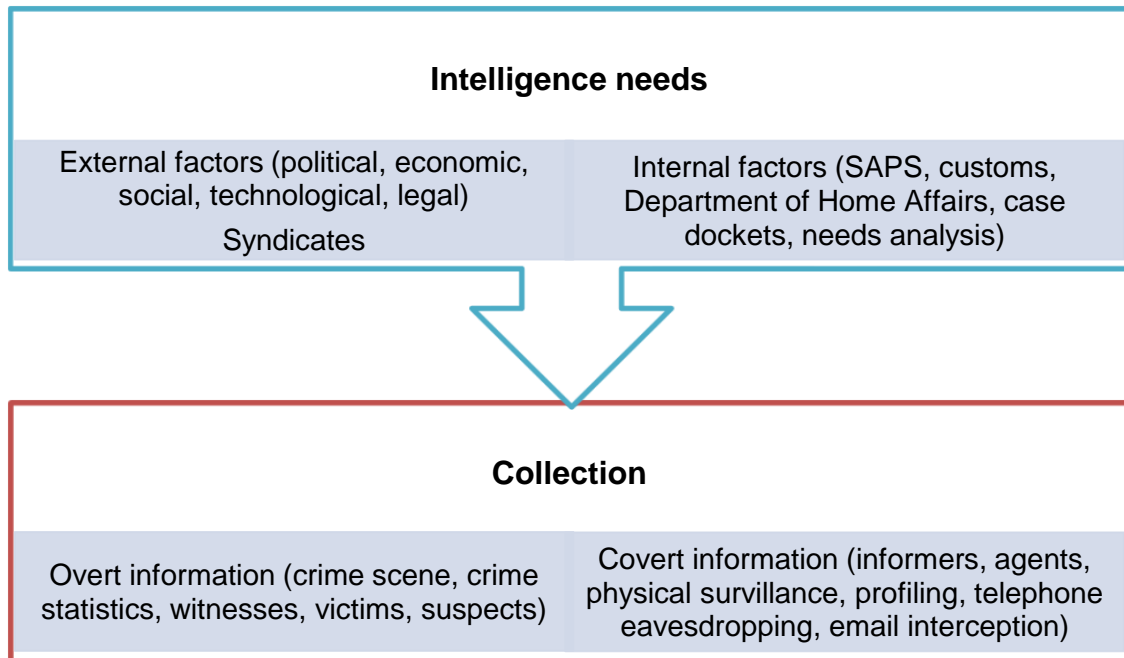 Intelligence needs
External factors (political, economic,
social, technological, legal)
Syndicates
Internal factors (SAPS, customs,
Department of Home Affairs, case
dockets, needs analysis)
Collection
Overt information (crime scene, crime
statistics, witnesses, victims, suspects)
Covert information (informers, agents,
physical survillance, profiling, telephone
eavesdropping, email interception)